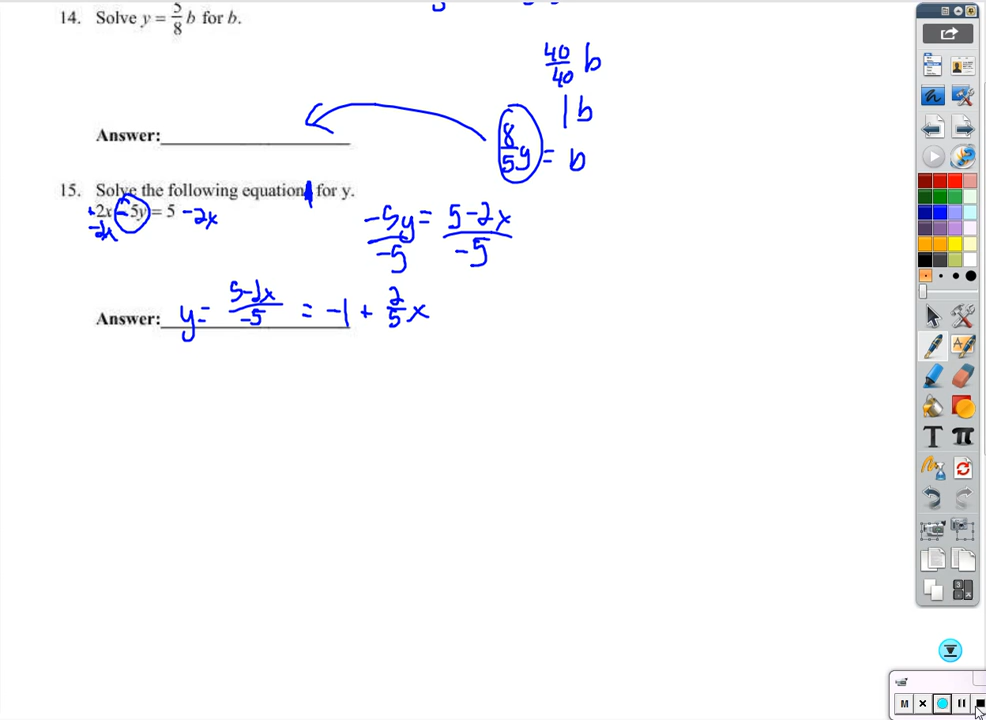 14. Solve y = 5/8 b for b.
40/40 b
1b
Answer:
8/5 y = b
15. Solve the following equation for y.
+2x - 5y = 5 -2x
-2x
-5y/-5 = 5-2x/-5
Answer: y = 5-2x/-5 = -1 + 2/5 x
T π
M